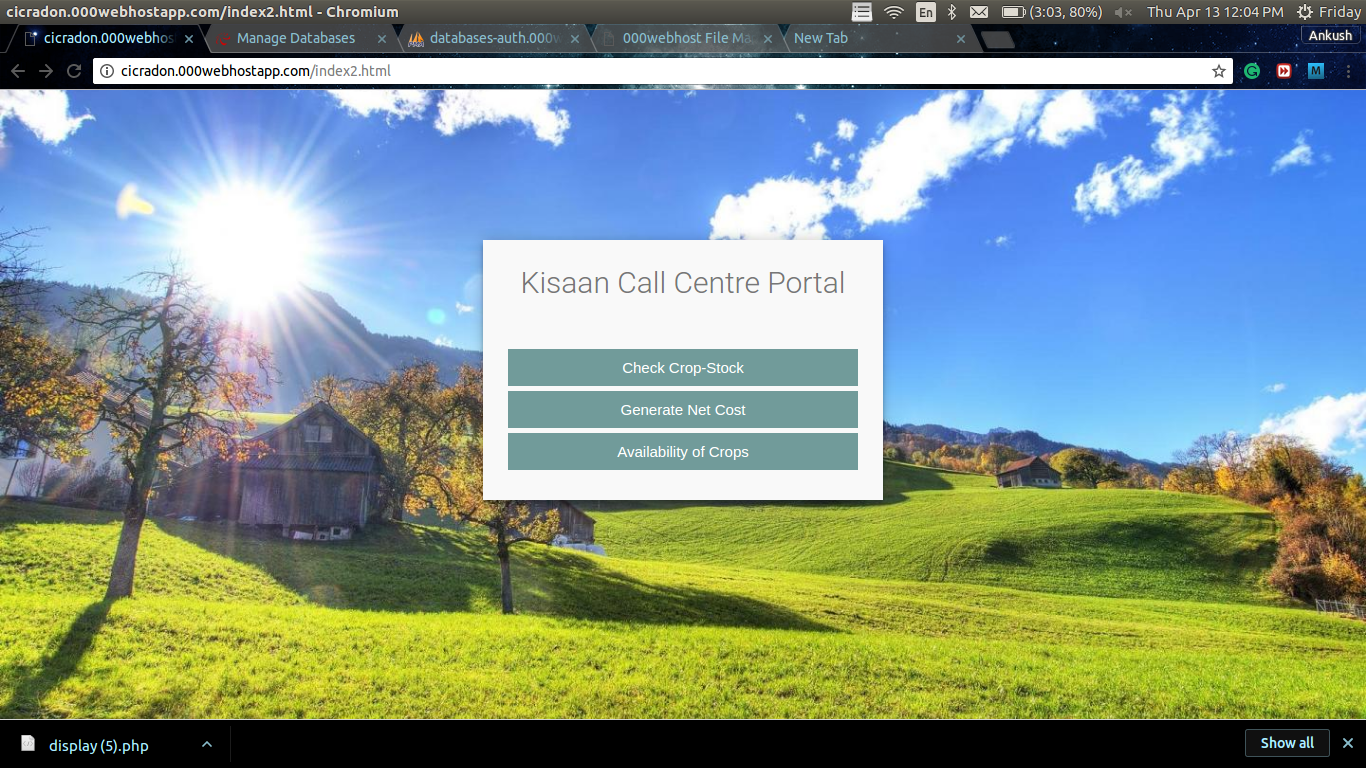 cicradon.000webhostapp.com/index2.html - Chromium
En
(3:03, 80%)
Thu Apr 13 12:04 PM
Friday
cicradon.000webhos
Manage Databases
databases-auth.000w
000webhost File Ma
New Tab
Ankush
cicradon.000webhostapp.com/index2.html
M
Kisaan Call Centre Portal
Check Crop-Stock
Generate Net Cost
Availability of Crops
display (5).php
Show all